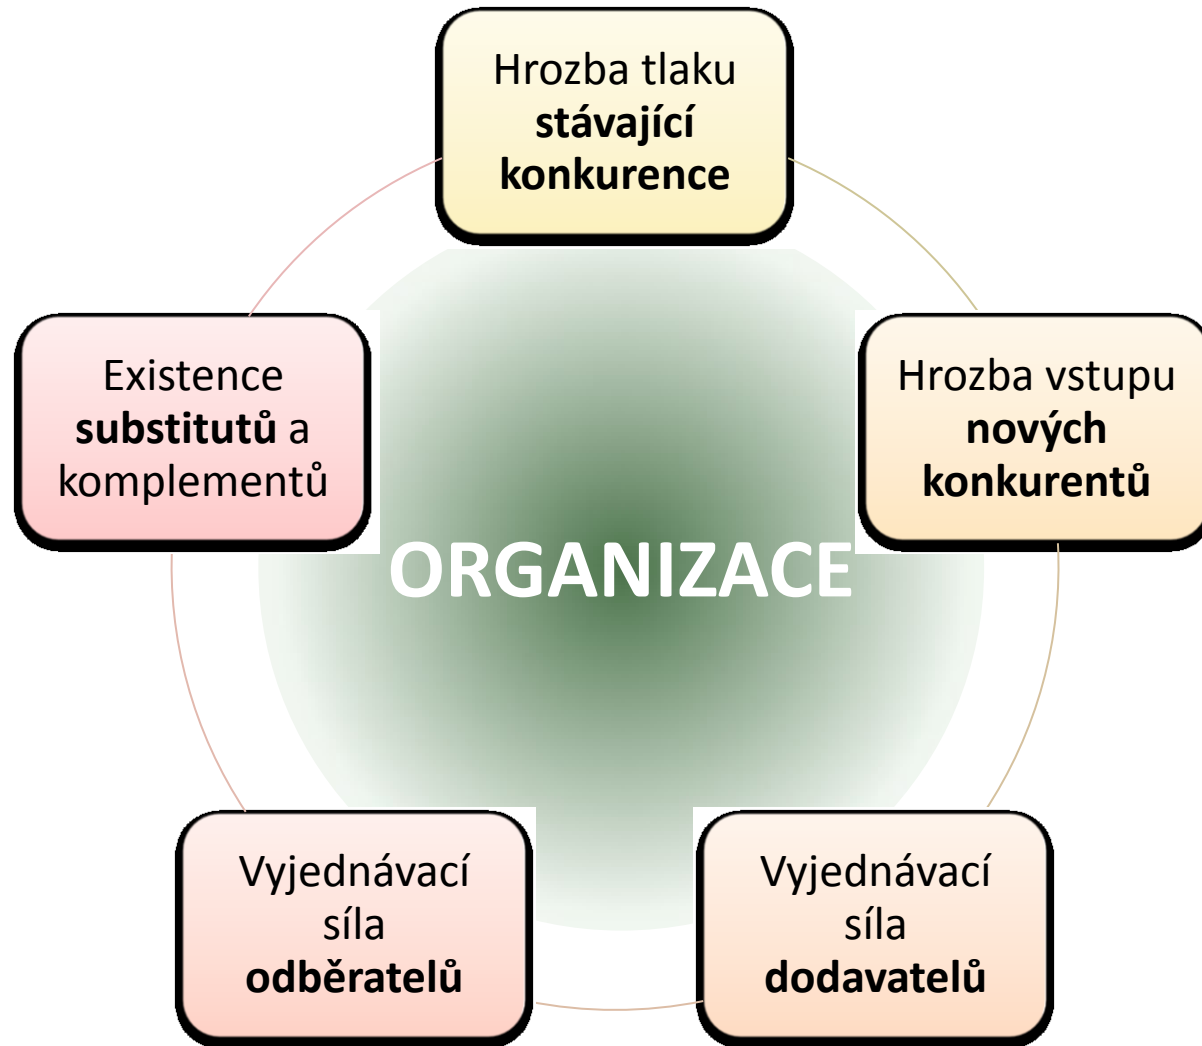 Hrozba tlaku
stávající
konkurence
Existence
substitutů a
komplementů
Hrozba vstupu
nových
konkurentů
ORGANIZACE
Vyjednávací
síla
odběratelů
Vyjednávací
síla
dodavatelů